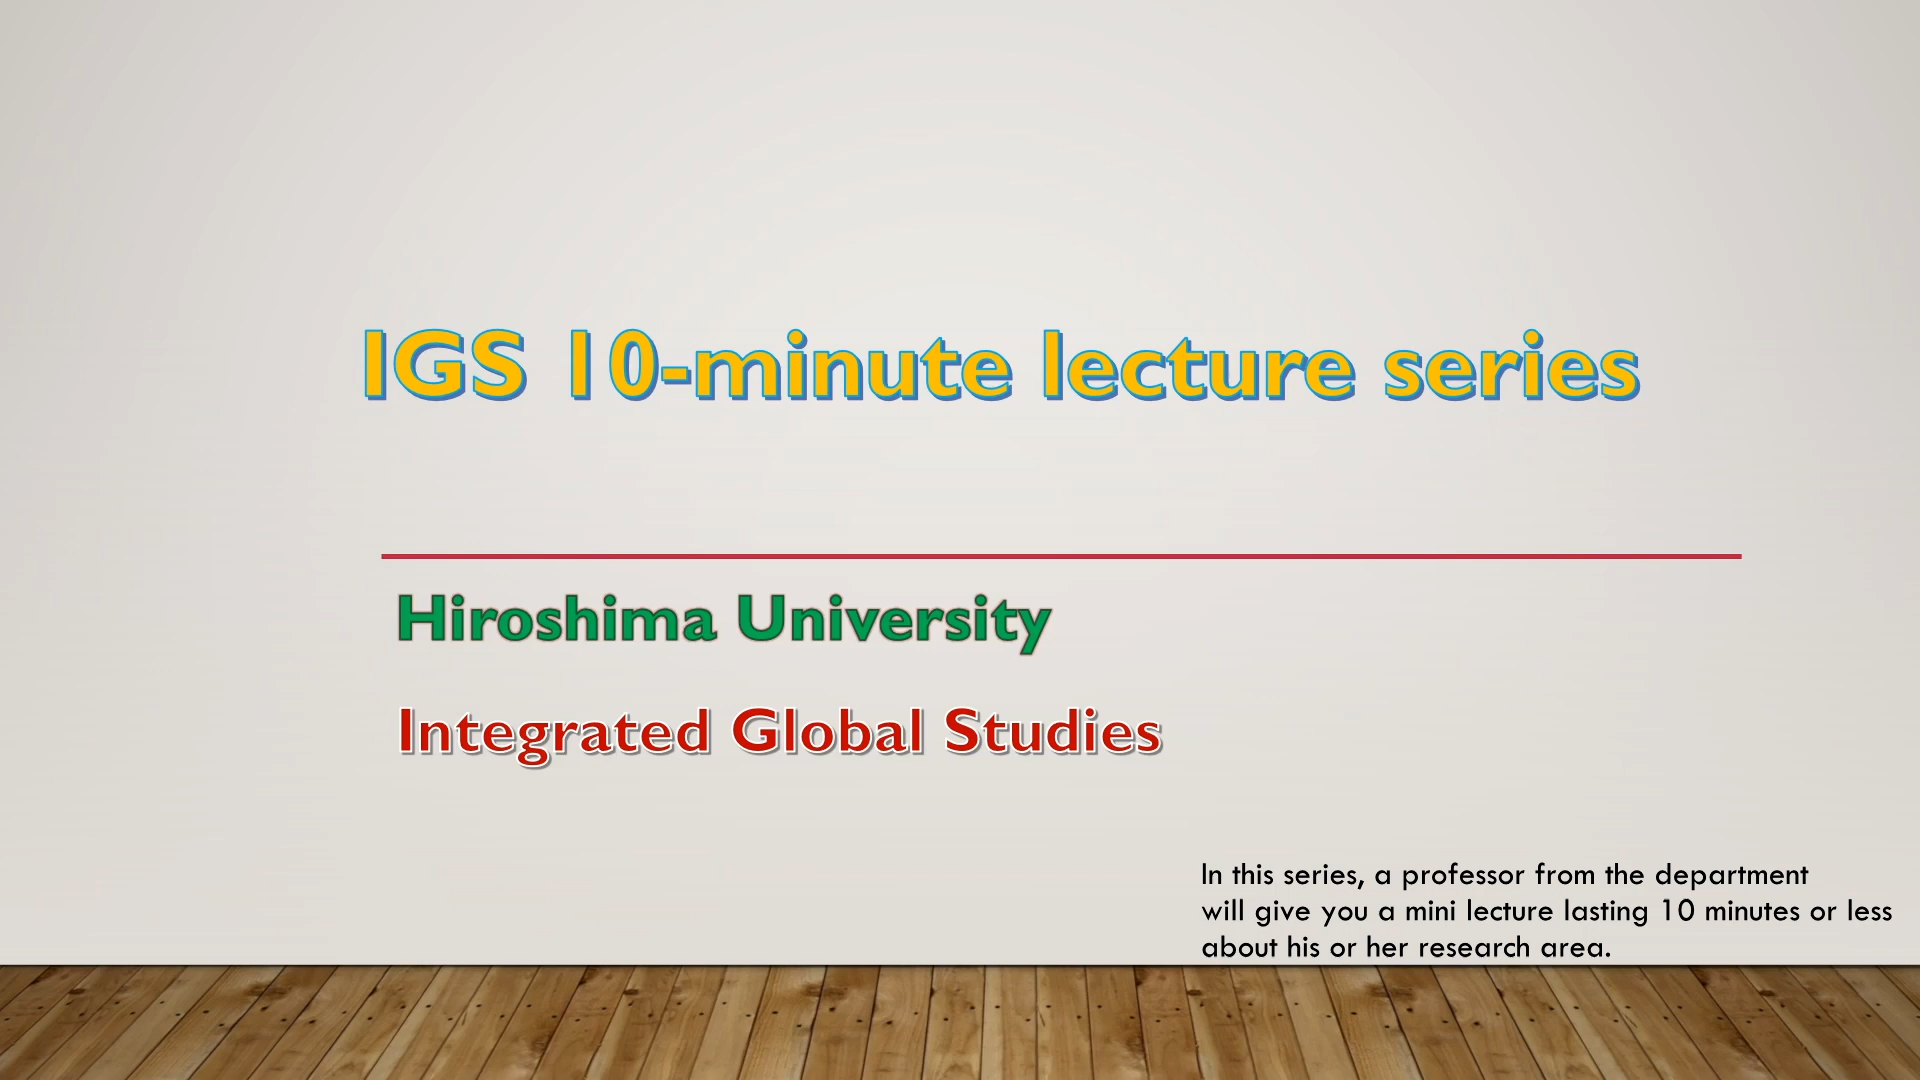 IGS 10-minute lecture series
Hiroshima University
Integrated Global Studies
In this series, a professor from the department
will give you a mini lecture lasting 10 minutes or less
about his or her research area.